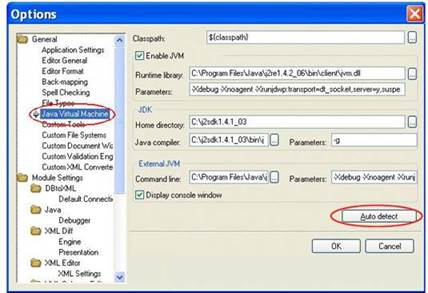 Options
General
Application Settings
Editor General
Editor Format
Back-mapping
Spell Checking
File Types
Java Virtual Machine
Custom Tools
Custom File Systems
Custom Document Wi
Custom Validation Eng
Custom XML Converte
Module Settings
DBtoXML
Default Connecti
Java
Debugger
XML Diff
Engine
Presentation
XML Editor
XML Settings
Classpath: ${classpath} ...
Enable JVM
Runtime library: C:\Program Files\Java\j2re1.4.2_06\bin\client\jvm.dll ...
Parameters: -Xdebug -Xnoagent -Xrunjdwp:transport=dt_socket,server=y,suspe
JDK
Home directory: C:\j2sdk1.4.1_03 ...
Java compiler: C:\j2sdk1.4.1_03\bin\j ... Parameters: -g
External JVM
Command line: C:\Program Files\Java\j ... Parameters: -Xdebug -Xnoagent -Xrunj
Display console window
Auto detect
OK Cancel